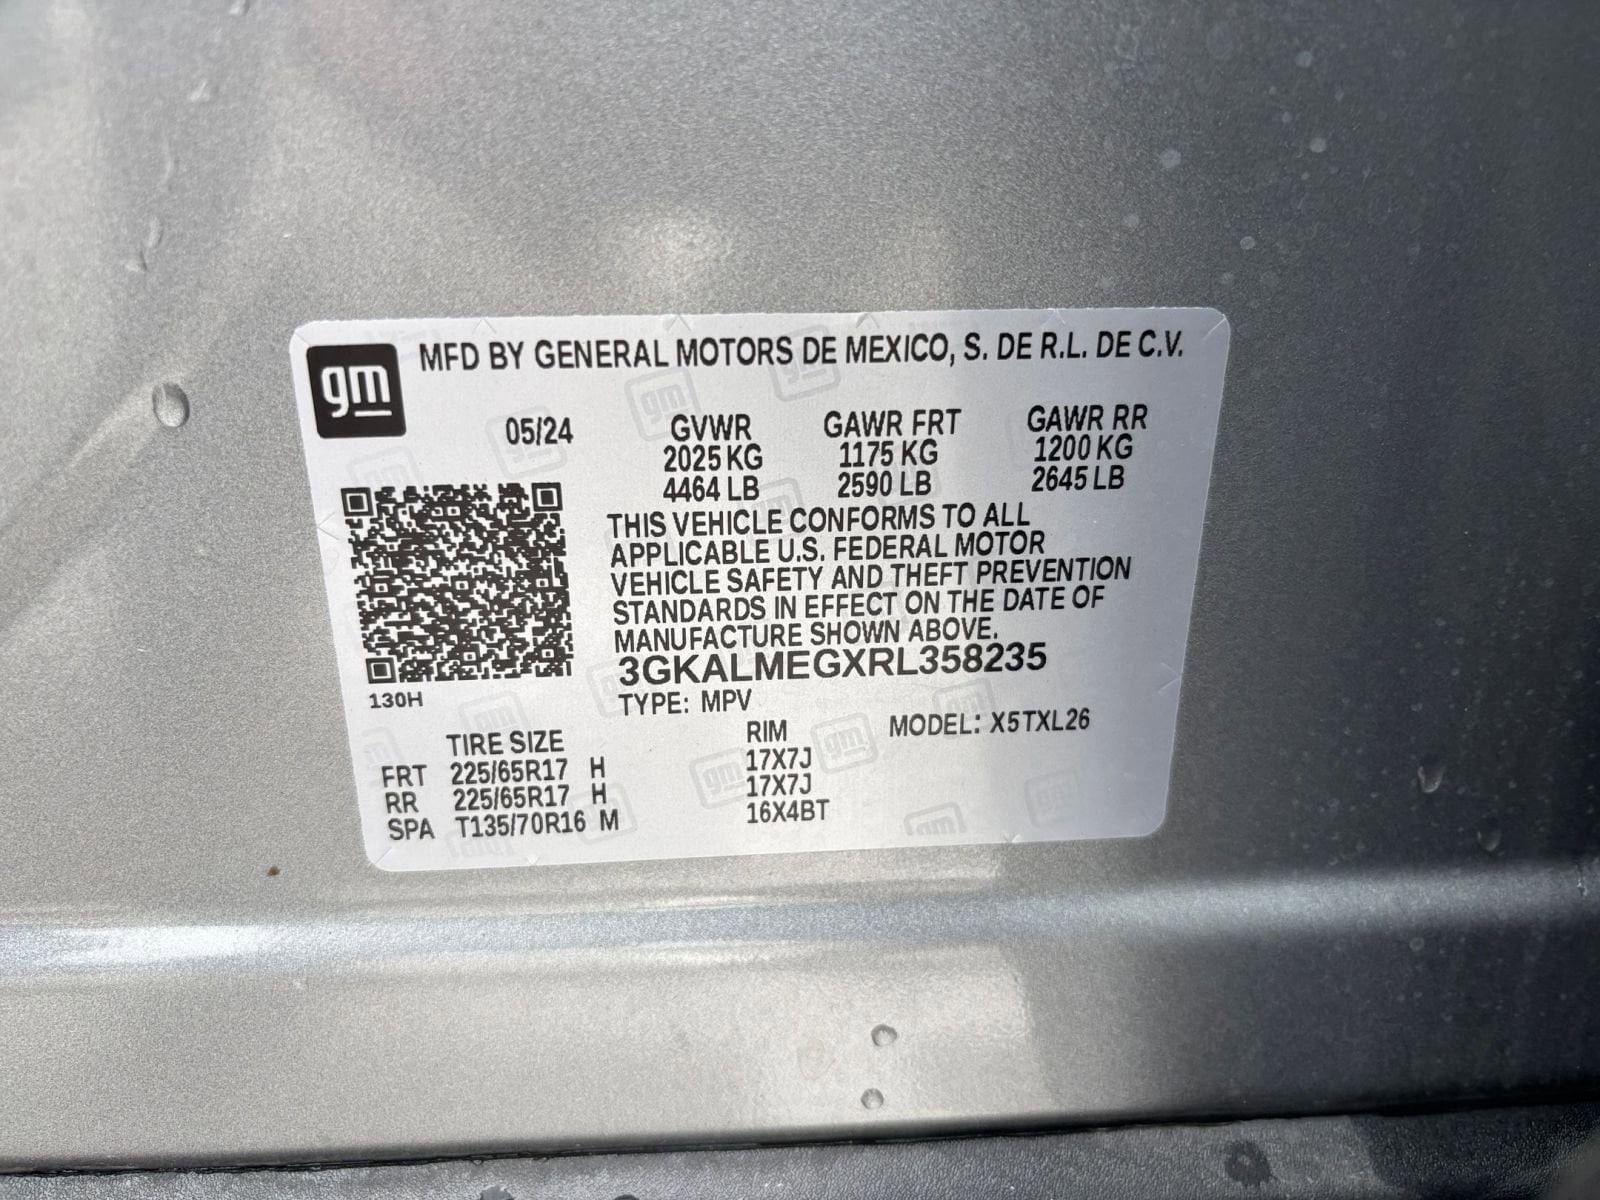 gm
MFD BY GENERAL MOTORS DE MEXICO, S. DE R.L. DE C.V.
05/24 GVWR GAWR FRT GAWR RR
2025 KG 1175 KG 1200 KG
4464 LB 2590 LB 2645 LB
THIS VEHICLE CONFORMS TO ALL
APPLICABLE U.S. FEDERAL MOTOR
VEHICLE SAFETY AND THEFT PREVENTION
STANDARDS IN EFFECT ON THE DATE OF
MANUFACTURE SHOWN ABOVE.
3GKALMEGXRL358235
130H
TYPE: MPV
TIRE SIZE RIM MODEL: X5TXL26
FRT 225/65R17 H 17X7J
RR 225/65R17 H 17X7J
SPA T135/70R16 M 16X4BT